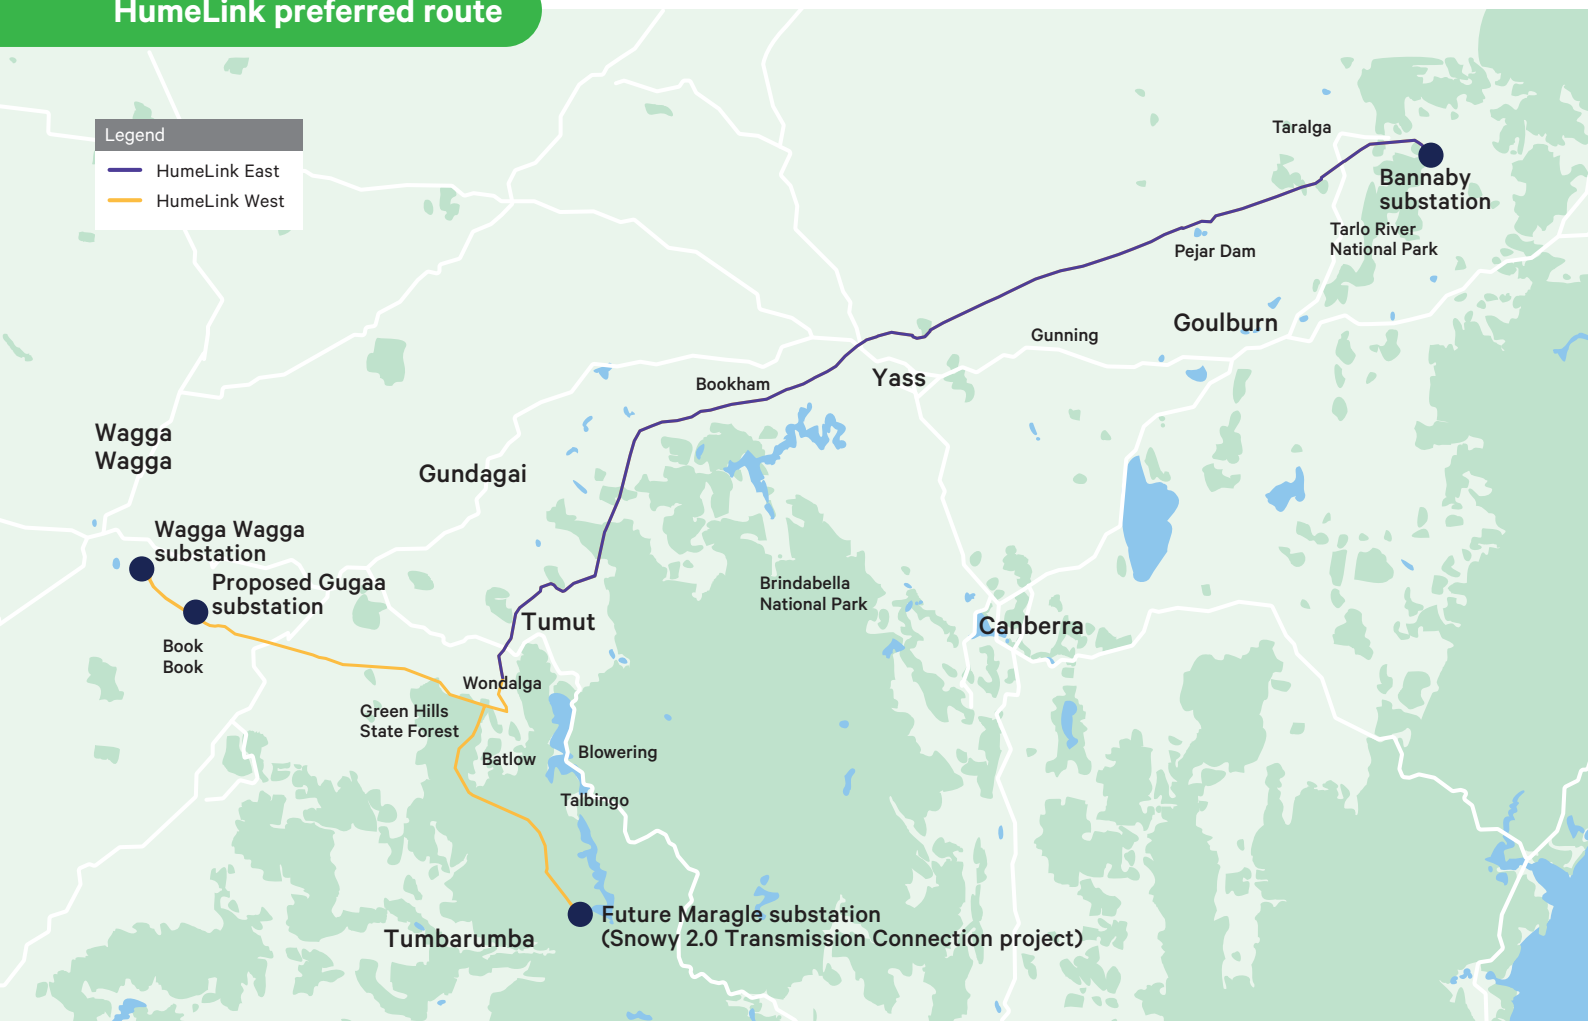 HumeLink preferred route
Legend
HumeLink East
HumeLink West
Taralga
Bannaby
substation
Tarlo River
National Park
Pejar Dam
Goulburn
Gunning
Yass
Bookham
Wagga
Wagga
Gundagai
Wagga Wagga
substation
Proposed Gugaa
substation
Brindabella
National Park
Tumut
Canberra
Book
Book
Wondalga
Green Hills
State Forest
Batlow
Blowering
Talbingo
Future Maragle substation
(Snowy 2.0 Transmission Connection project)
Tumbarumba